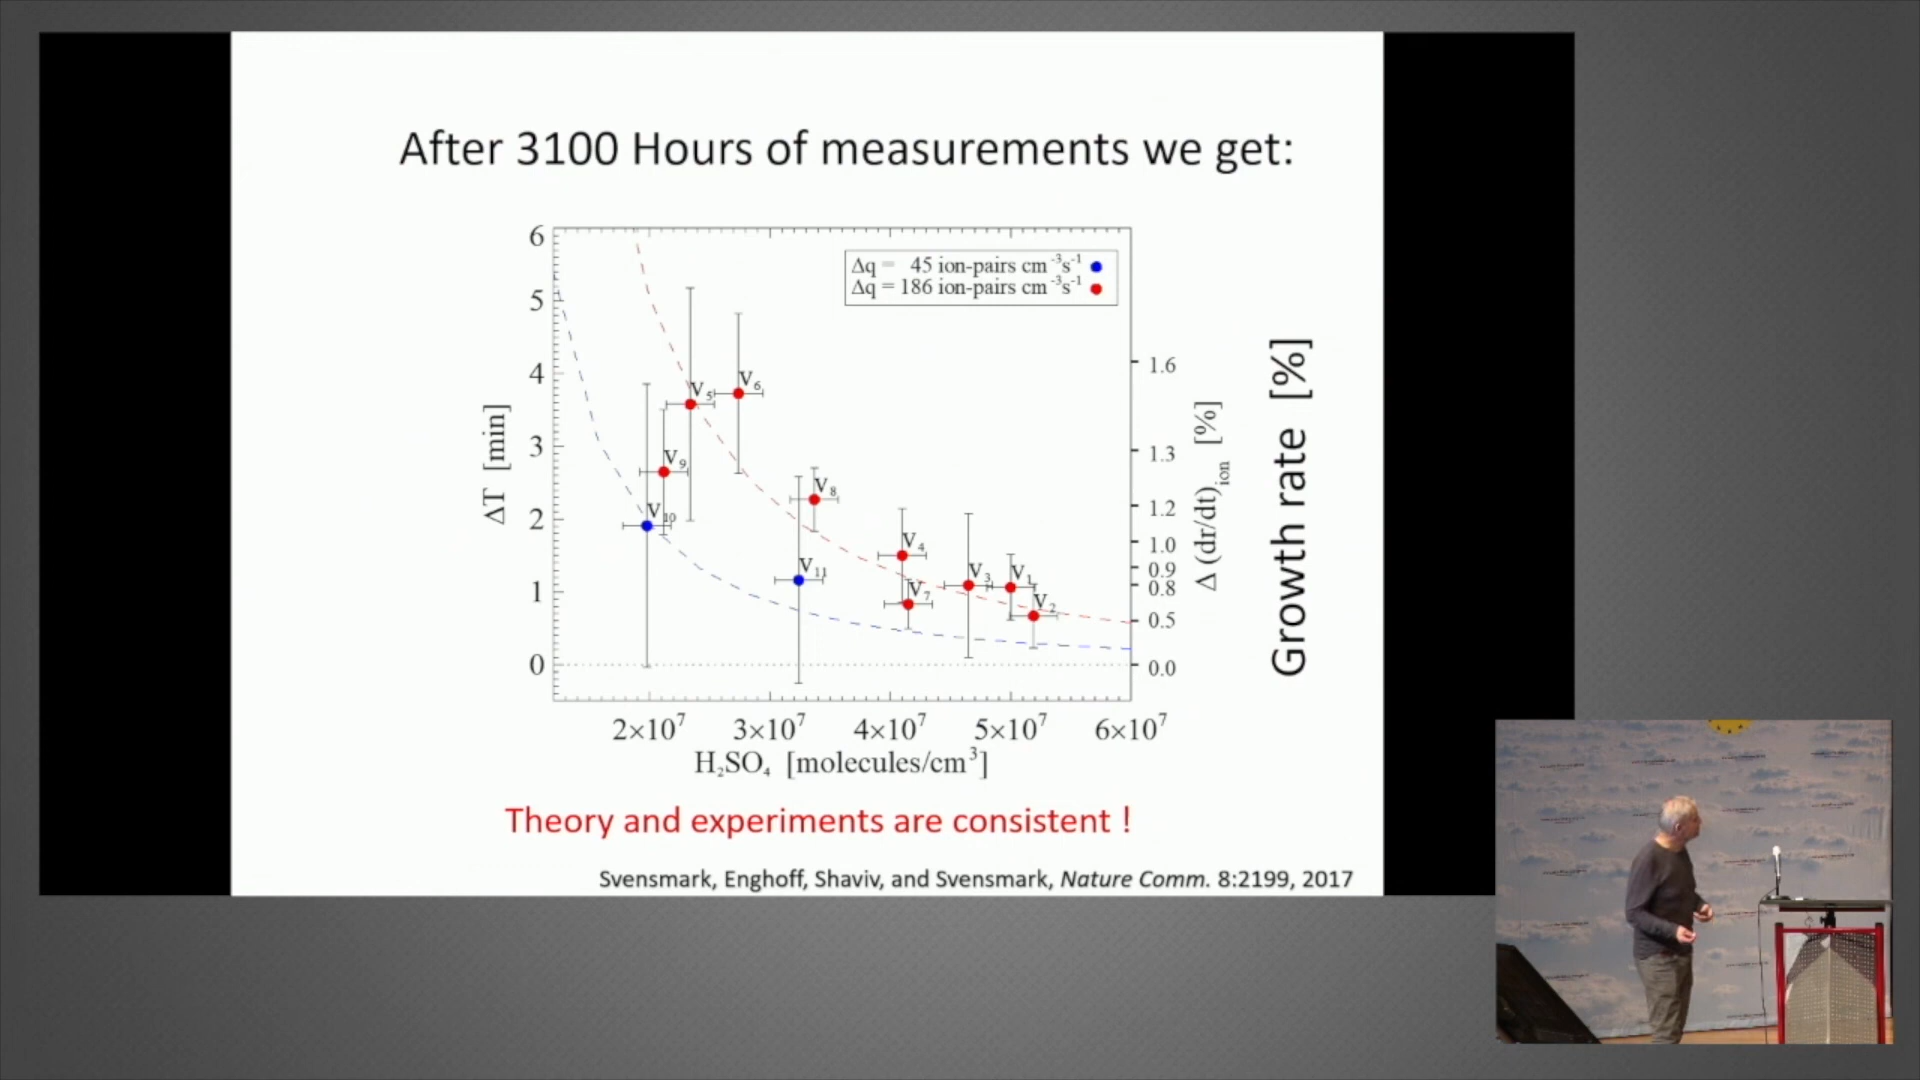 After 3100 Hours of measurements we get:
Δq = 45 ion-pairs cm⁻³s⁻¹
Δq = 186 ion-pairs cm⁻³s⁻¹
6
5
4
3
2
1
0
ΔT [min]
V₅
V₆
V₉
V₁₀
V₈
V₁₁
V₄
V₇
V₃
V₁
V₂
1.6
1.3
1.2
1.0
0.9
0.8
0.5
0.0
Δ (dr/dt)ᵢₒₙ [%]
Growth rate [%]
2×10⁷ 3×10⁷ 4×10⁷ 5×10⁷ 6×10⁷
H₂SO₄ [molecules/cm³]
Theory and experiments are consistent !
Svensmark, Enghoff, Shaviv, and Svensmark, Nature Comm. 8:2199, 2017